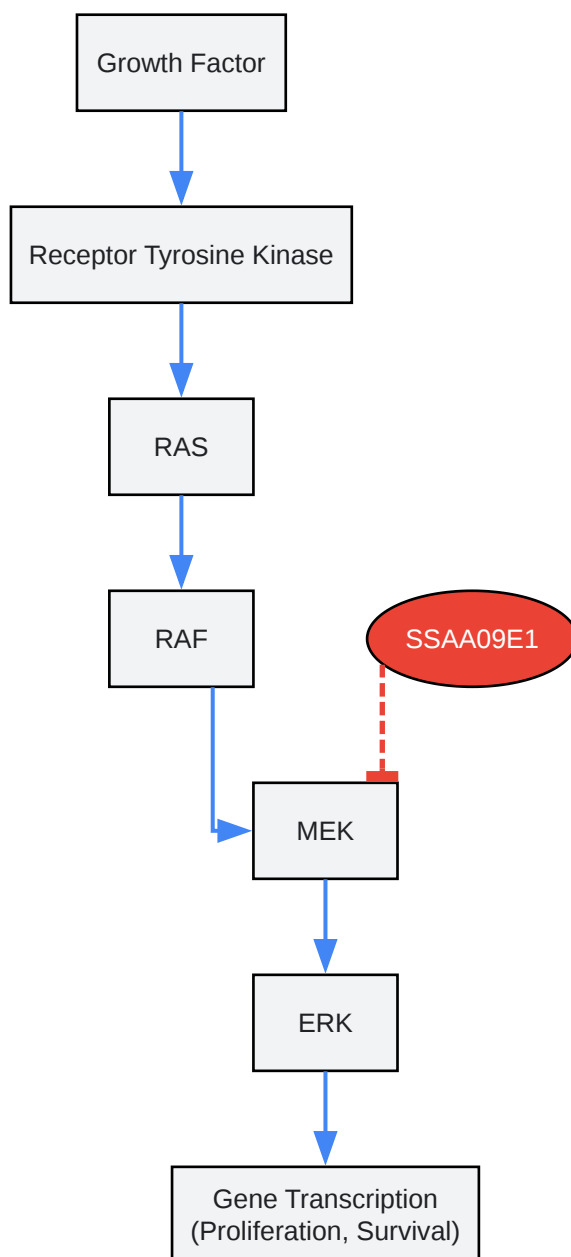 Growth Factor
Receptor Tyrosine Kinase
RAS
RAF
SSAA09E1
MEK
ERK
Gene Transcription
(Proliferation, Survival)